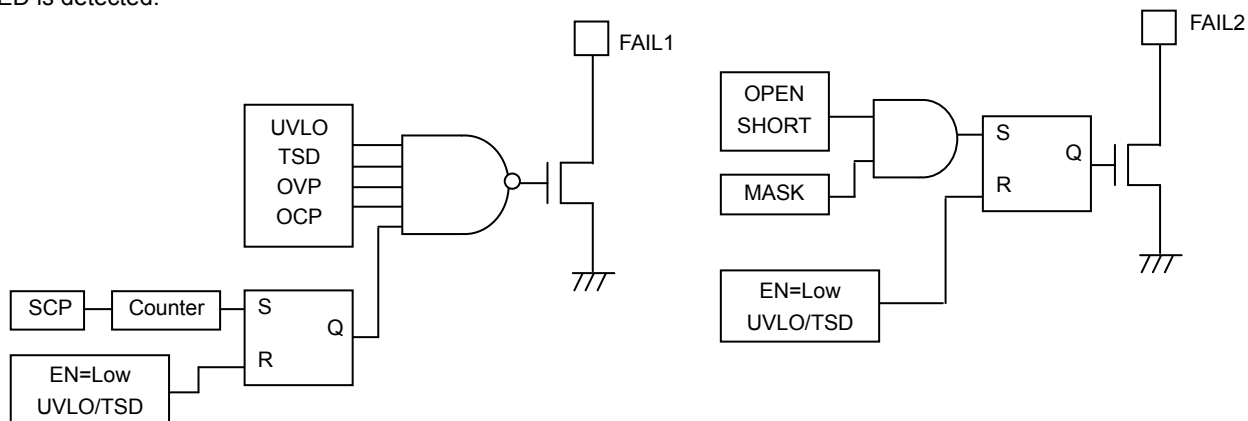 ED is detected.
FAIL1
UVLO
TSD
OVP
OCP
SCP
Counter
S
R
Q
EN=Low
UVLO/TSD
FAIL2
OPEN
SHORT
MASK
S
R
Q
EN=Low
UVLO/TSD